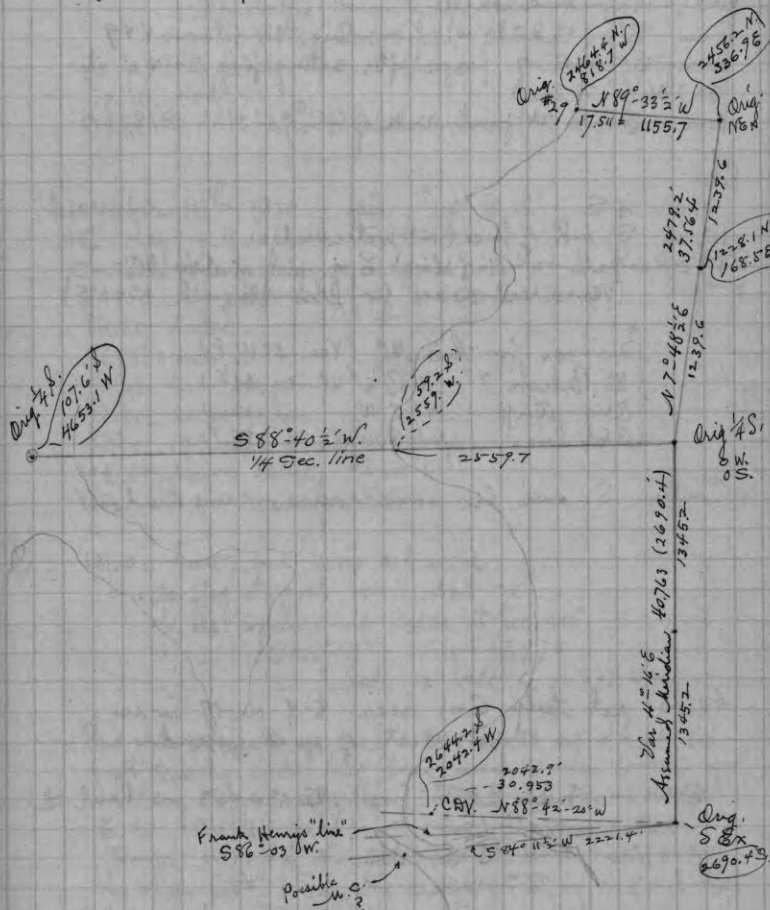 2464.4 N.
818.7 W
2456.2 N
336.9 E
Orig.
#29
N 89°-33½' W
17.511 = 1155.7
Orig.
N Ex
1239.6
2479.2'
37.564
1228.1 N
168.5 E
N 7°-48½' E
1239.6
Orig ¼ S.
107.6' S
4653.1 W
59.2 S.
2559. W.
S 88°-40½' W.
¼ Sec. line
2559.7
Orig ¼ S.
0 W.
0 S.
Var 4°-16' E
Assumed Meridian
40.763 (2690.4')
1345.2
1345.2
2644.2 S
2042.4 W
2042.9'
30.953
CDV. N 88°-42'-20" W
Frank Henry's "line"
S 86°-03 W.
S 84° 11½' W 2221.4'
Orig.
S Ex
2690.4 S.
Possible
M.C.
?